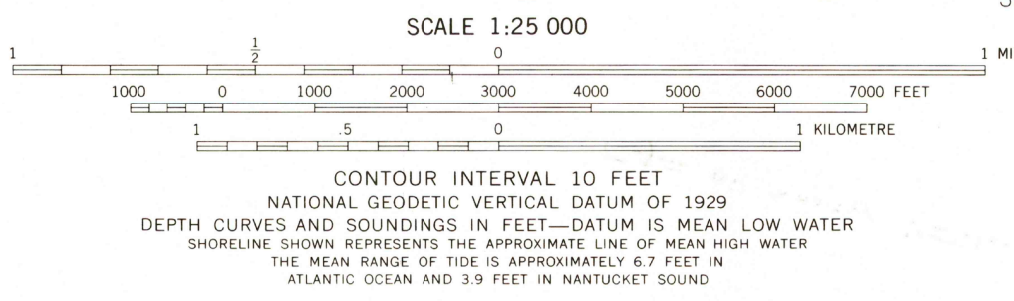 SCALE 1:25 000
1 ½ 0 1 MI
1000 0 1000 2000 3000 4000 5000 6000 7000 FEET
1 .5 0 1 KILOMETRE
CONTOUR INTERVAL 10 FEET
NATIONAL GEODETIC VERTICAL DATUM OF 1929
DEPTH CURVES AND SOUNDINGS IN FEET—DATUM IS MEAN LOW WATER
SHORELINE SHOWN REPRESENTS THE APPROXIMATE LINE OF MEAN HIGH WATER
THE MEAN RANGE OF TIDE IS APPROXIMATELY 6.7 FEET IN
ATLANTIC OCEAN AND 3.9 FEET IN NANTUCKET SOUND